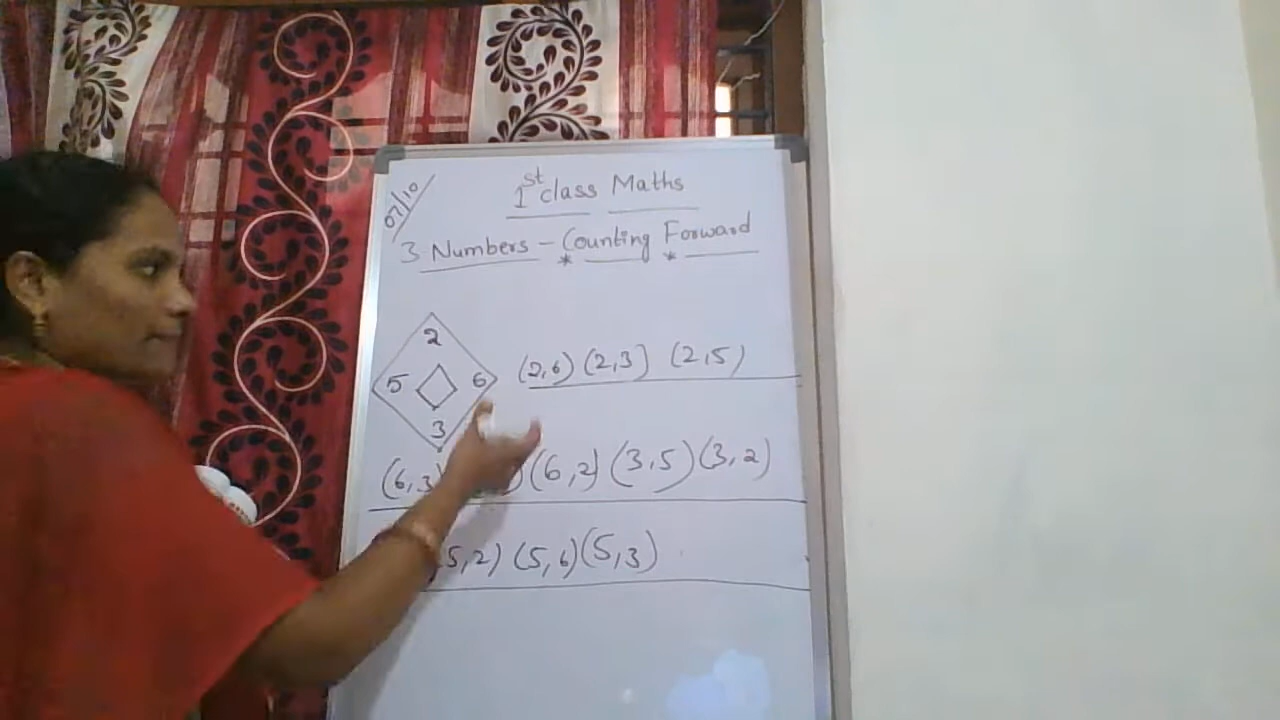 07/10
1st class Maths
3 Numbers - Counting Forward
* *
2
5 6
3
(2,6) (2,3] (2,5)
(6,3) (6,2) (3,5) (3,2)
5,2) (5,6) (5,3)